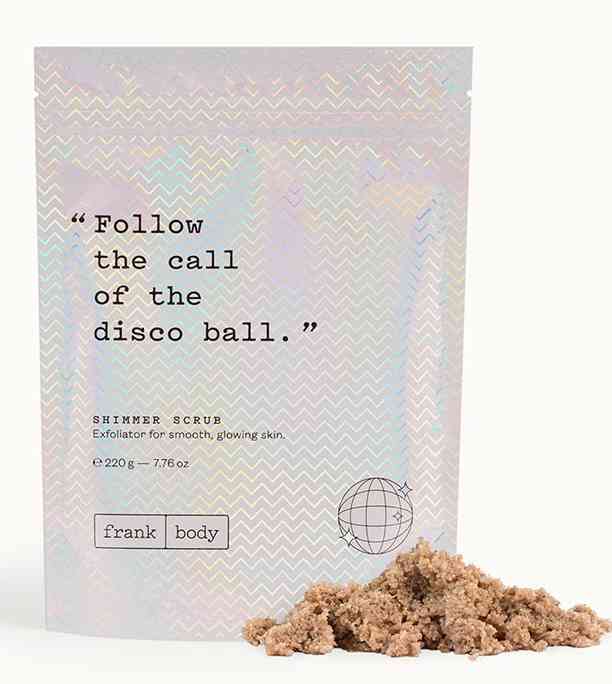 “Follow
the call
of the
disco ball.”
SHIMMER SCRUB
Exfoliator for smooth, glowing skin.
℮ 220 g — 7.76 oz
frank body